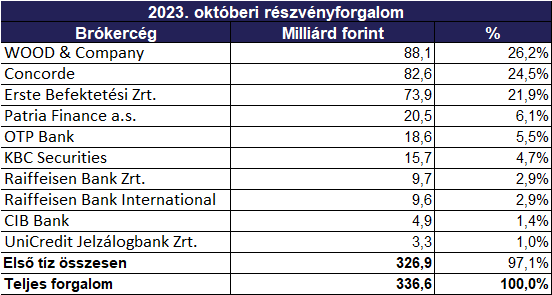 2023. októberi részvényforgalom
Brókercég Milliárd forint %
WOOD & Company 88,1 26,2%
Concorde 82,6 24,5%
Erste Befektetési Zrt. 73,9 21,9%
Patria Finance a.s. 20,5 6,1%
OTP Bank 18,6 5,5%
KBC Securities 15,7 4,7%
Raiffeisen Bank Zrt. 9,7 2,9%
Raiffeisen Bank International 9,6 2,9%
CIB Bank 4,9 1,4%
UniCredit Jelzálogbank Zrt. 3,3 1,0%
Első tíz összesen 326,9 97,1%
Teljes forgalom 336,6 100,0%